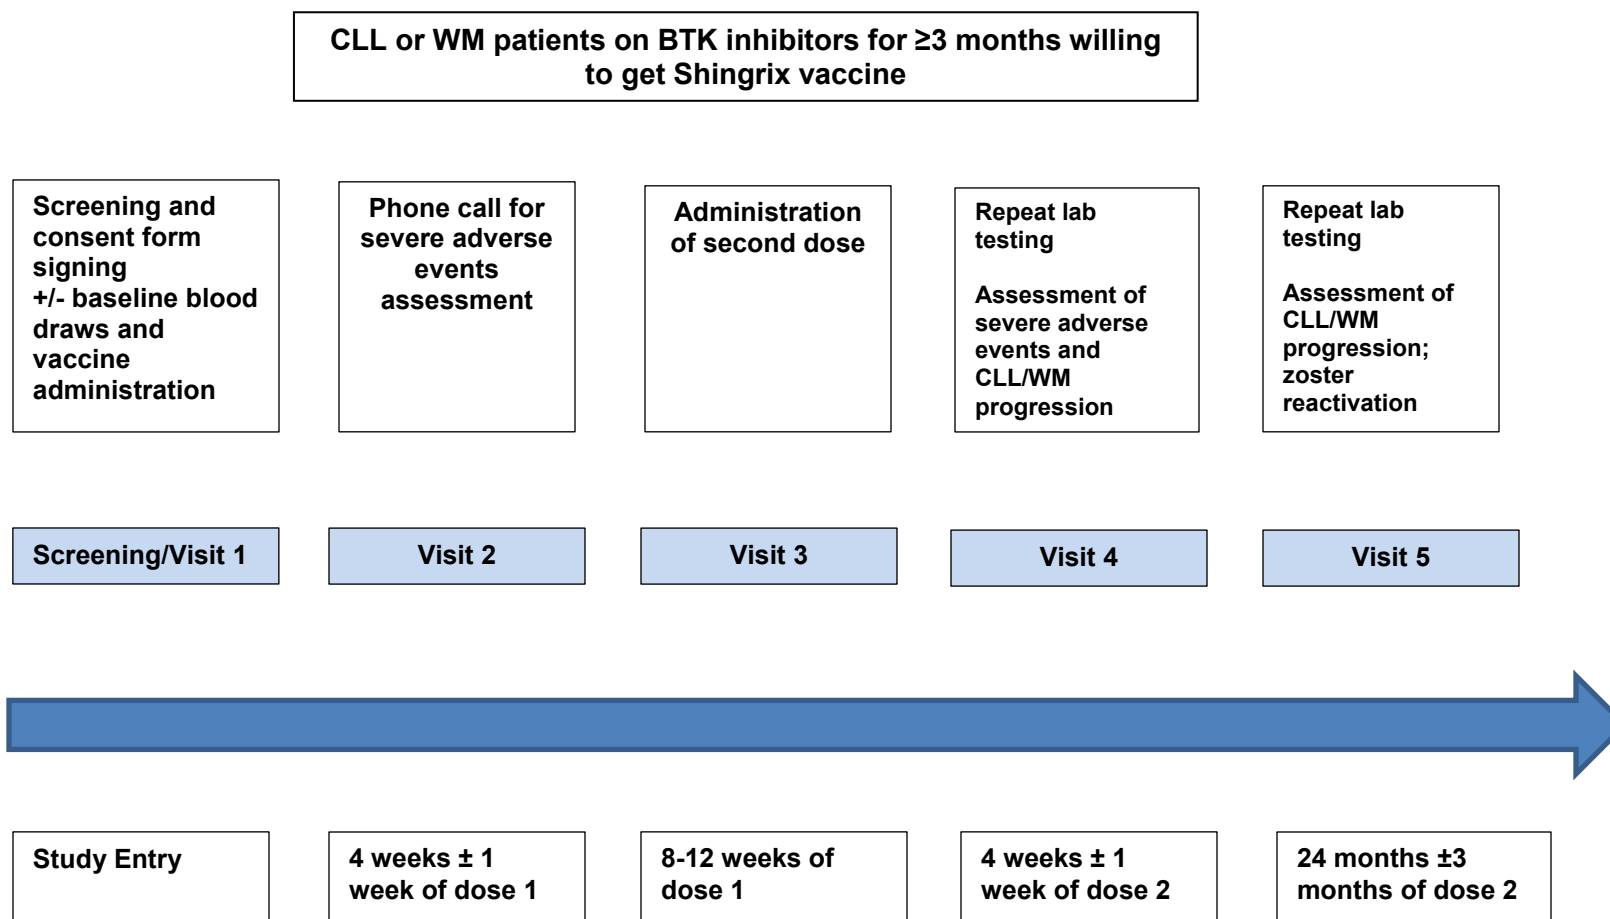 CLL or WM patients on BTK inhibitors for ≥3 months willing
to get Shingrix vaccine
Screening and
consent form
signing
+/- baseline blood
draws and
vaccine
administration
Phone call for
severe adverse
events
assessment
Administration
of second dose
Repeat lab
testing
Assessment of
severe adverse
events and
CLL/WM
progression
Repeat lab
testing
Assessment of
CLL/WM
progression;
zoster
reactivation
Screening/Visit 1
Visit 2
Visit 3
Visit 4
Visit 5
Study Entry
4 weeks ± 1
week of dose 1
8-12 weeks of
dose 1
4 weeks ± 1
week of dose 2
24 months ±3
months of dose 2